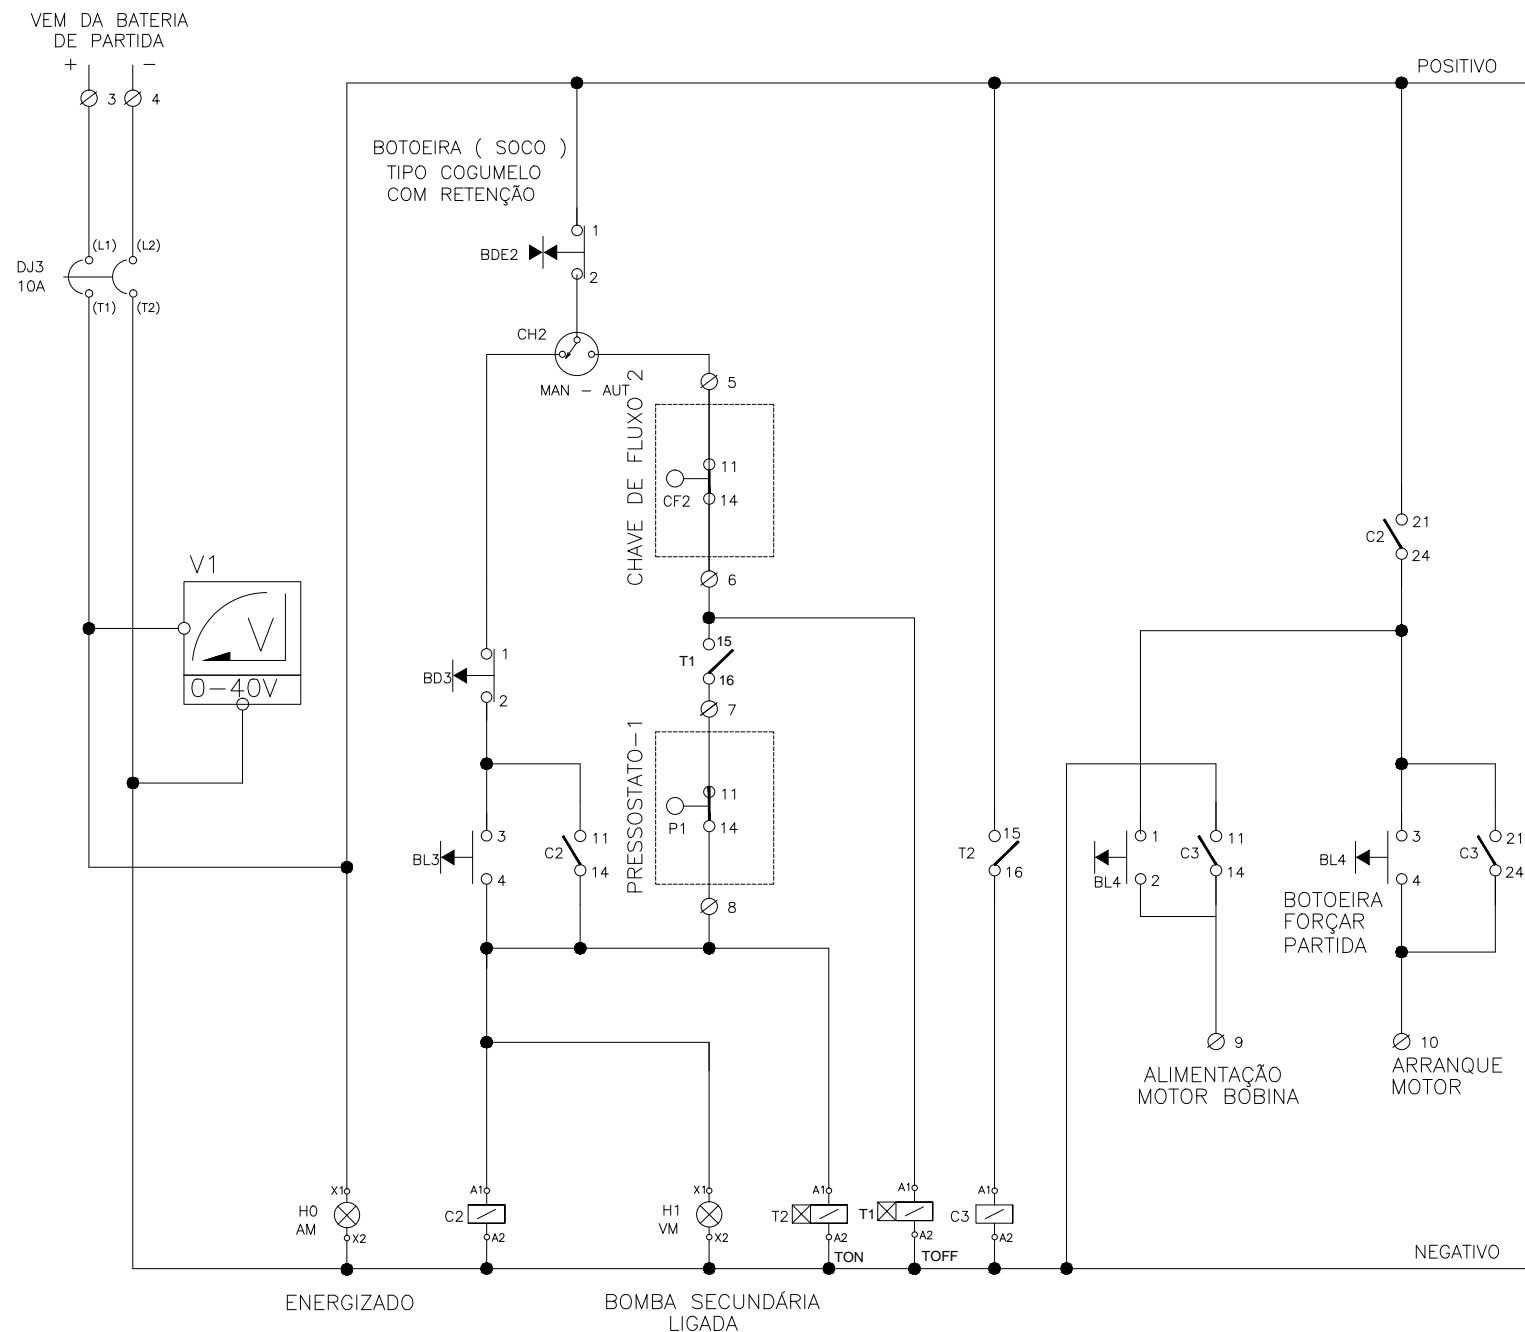 VEM DA BATERIA
DE PARTIDA
+ −
3 4
POSITIVO
BOTOEIRA ( SOCO )
TIPO COGUMELO
COM RETENÇÃO
1
BDE2
2
(L1) (L2)
DJ3
10A
(T1) (T2)
CH2
MAN - AUT
5
CHAVE DE FLUXO 2
11
CF2
14
6
21
C2
24
V1
V
0-40V
15
T1
16
7
1
BD3
2
PRESSOSTATO-1
11
P1
14
8
3
BL3
4
11
C2
14
15
T2
16
1
BL4
2
11
C3
14
3
BL4
4
21
C3
24
BOTOEIRA
FORÇAR
PARTIDA
9
ALIMENTAÇÃO
MOTOR BOBINA
10
ARRANQUE
MOTOR
X1
H0
AM
X2
A1
C2
A2
X1
H1
VM
X2
A1
T2
A2
TON
A1
T1
A2
TOFF
A1
C3
A2
NEGATIVO
ENERGIZADO
BOMBA SECUNDÁRIA
LIGADA